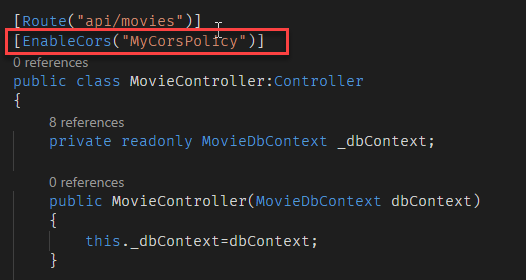 [Route("api/movies")]
[EnableCors("MyCorsPolicy")]
0 references
public class MovieController:Controller
{
8 references
private readonly MovieDbContext _dbContext;
0 references
public MovieController(MovieDbContext dbContext)
{
this._dbContext=dbContext;
}